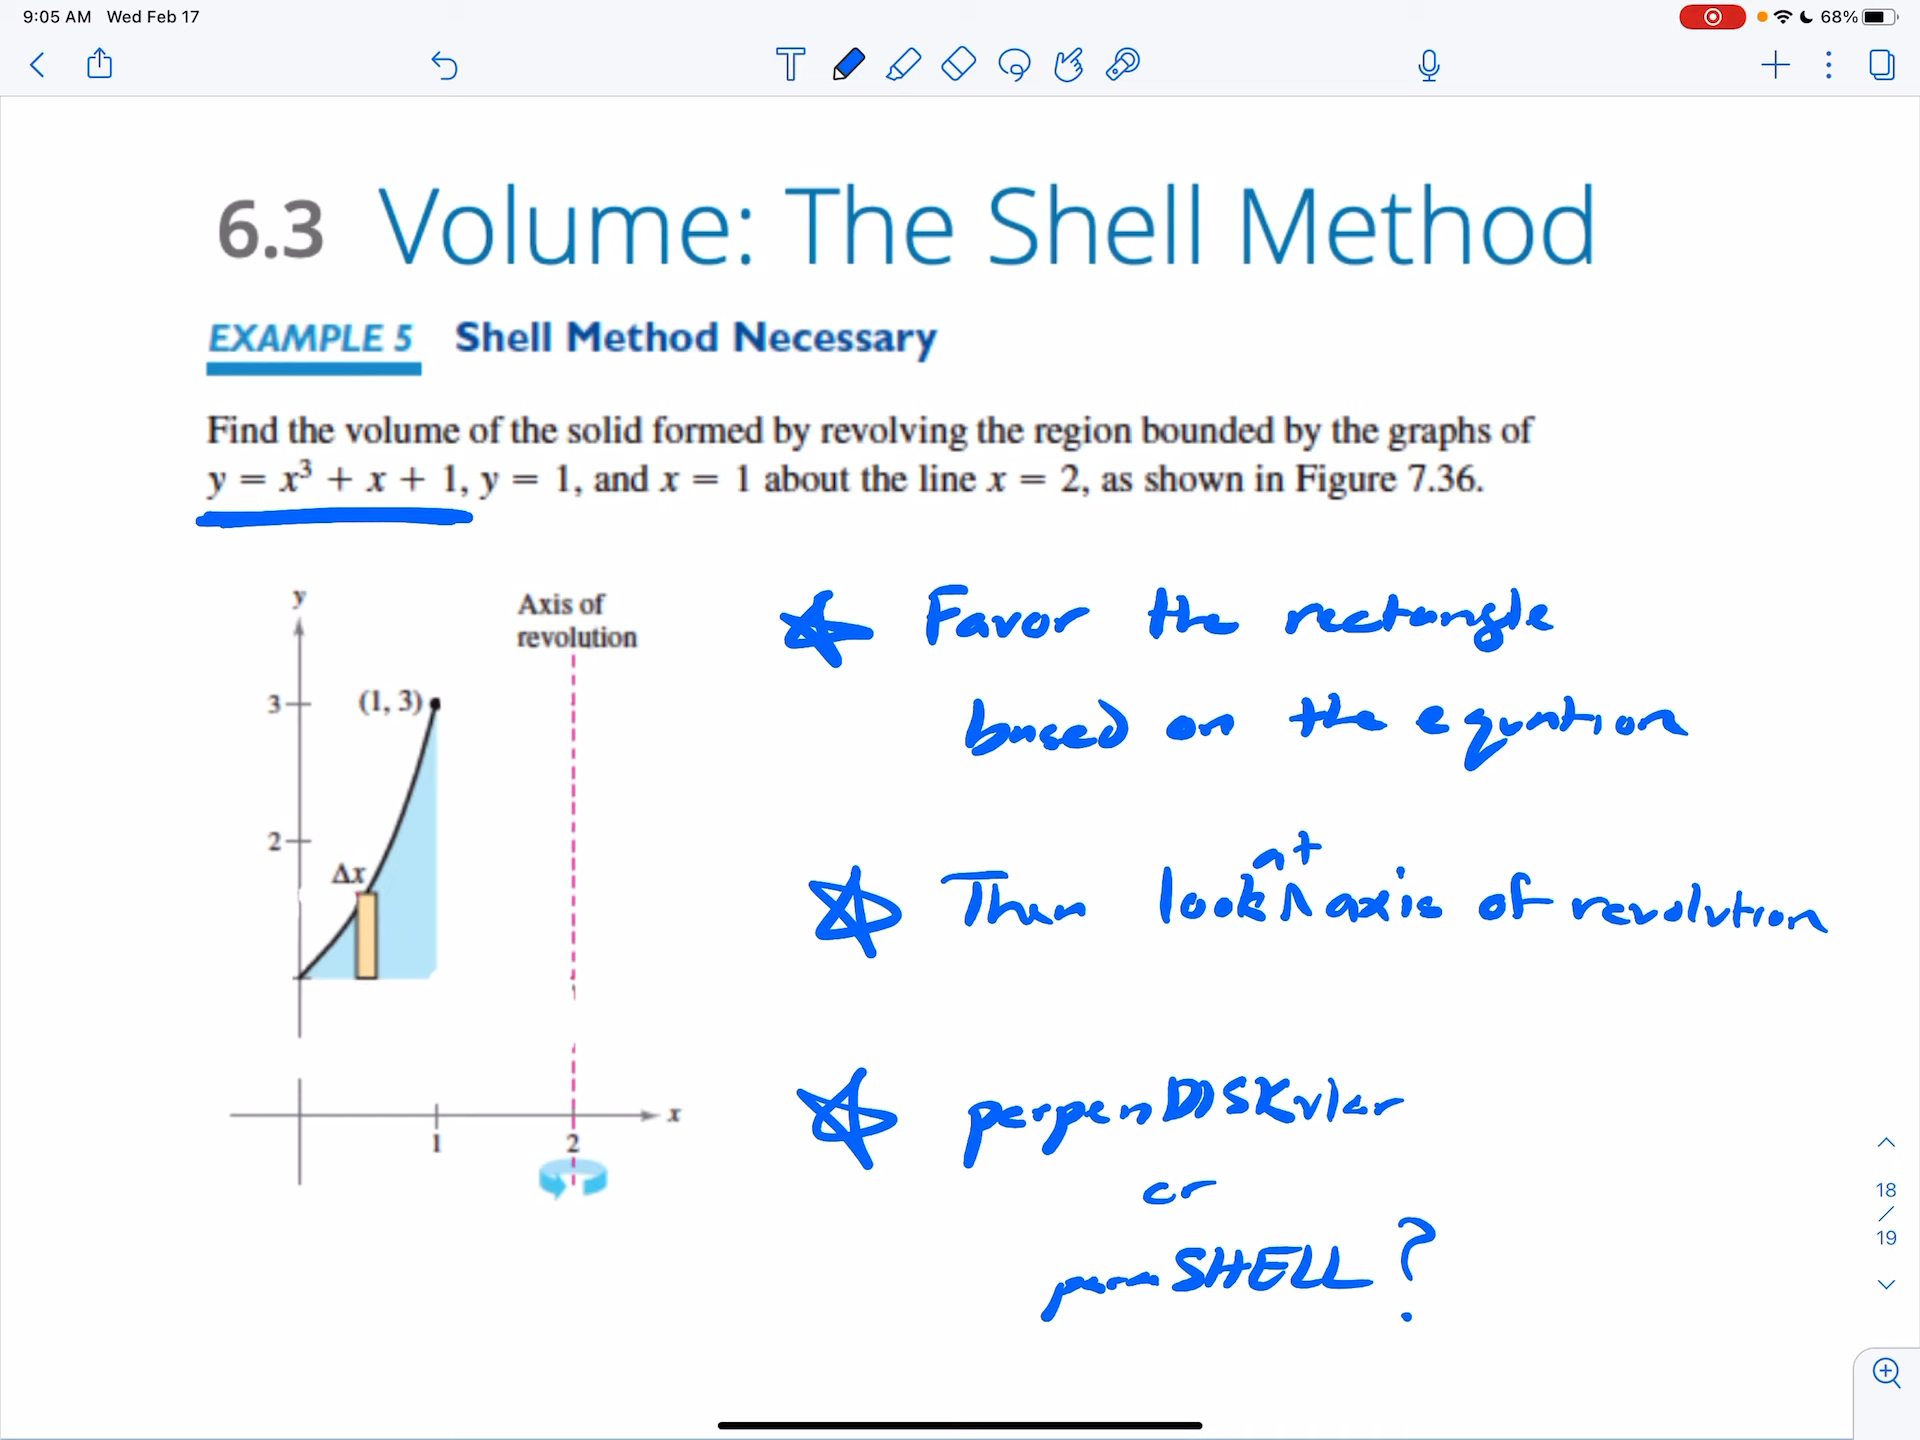 9:05 AM Wed Feb 17
68%
6.3 Volume: The Shell Method
EXAMPLE 5 Shell Method Necessary
Find the volume of the solid formed by revolving the region bounded by the graphs of
y = x³ + x + 1, y = 1, and x = 1 about the line x = 2, as shown in Figure 7.36.
y
Axis of
revolution
3
(1, 3)
2
Δx
x
1
2
Favor the rectangle
based on the equation
at
Then look ^ axis of revolution
perpenDISKular
or
paraSHELL?
18
/
19